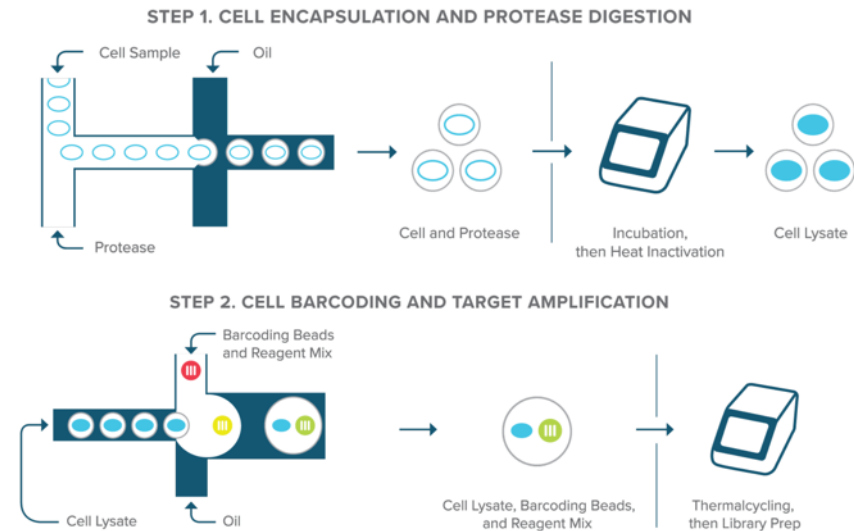 STEP 1. CELL ENCAPSULATION AND PROTEASE DIGESTION
Cell Sample
Oil
Protease
Cell and Protease
Incubation,
then Heat Inactivation
Cell Lysate
STEP 2. CELL BARCODING AND TARGET AMPLIFICATION
Barcoding Beads
and Reagent Mix
Cell Lysate
Oil
Cell Lysate, Barcoding Beads,
and Reagent Mix
Thermalcycling,
then Library Prep